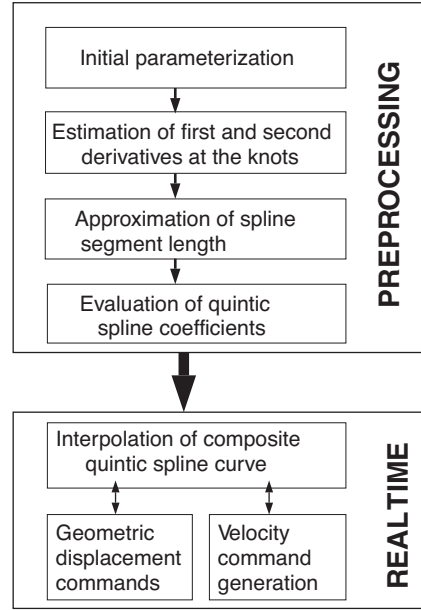 Initial parameterization
Estimation of first and second
derivatives at the knots
Approximation of spline
segment length
Evaluation of quintic
spline coefficients
PREPROCESSING
Interpolation of composite
quintic spline curve
Geometric
displacement
commands
Velocity
command
generation
REALTIME